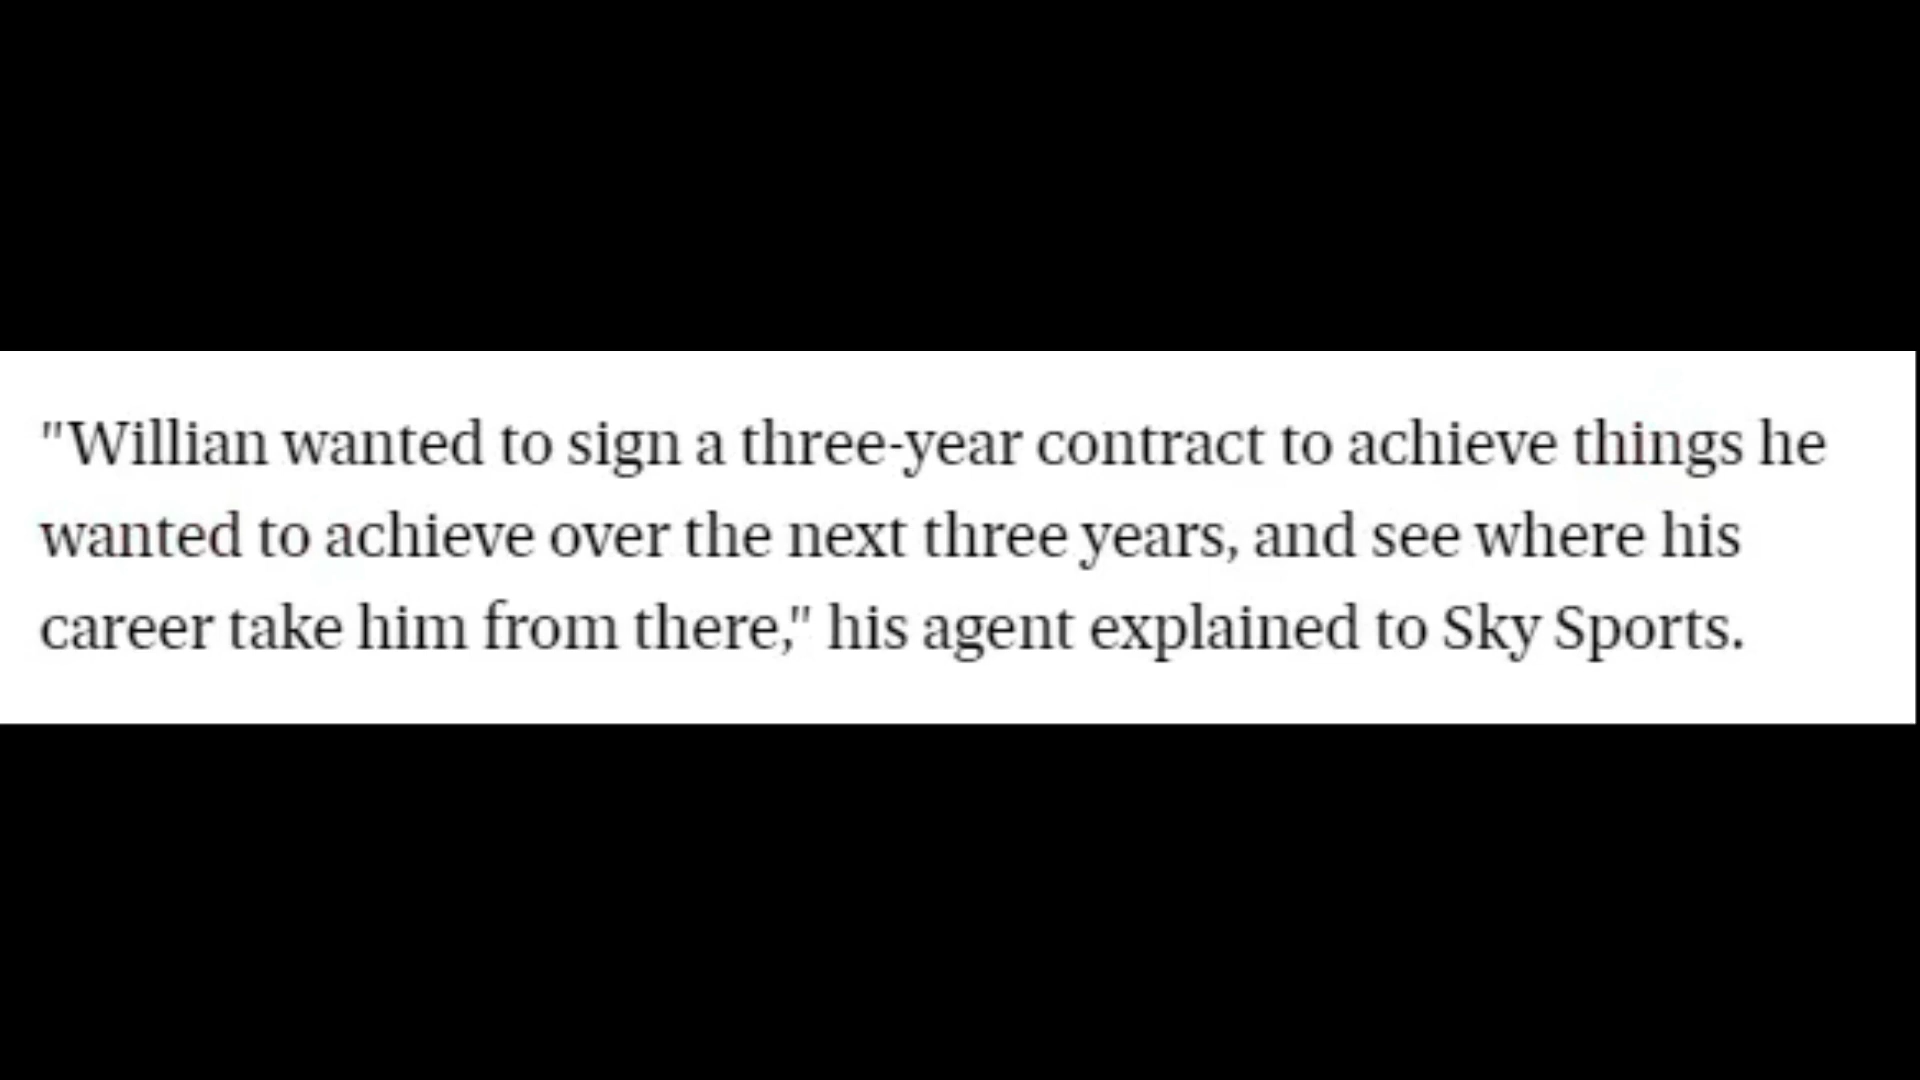 "Willian wanted to sign a three-year contract to achieve things he
wanted to achieve over the next three years, and see where his
career take him from there," his agent explained to Sky Sports.